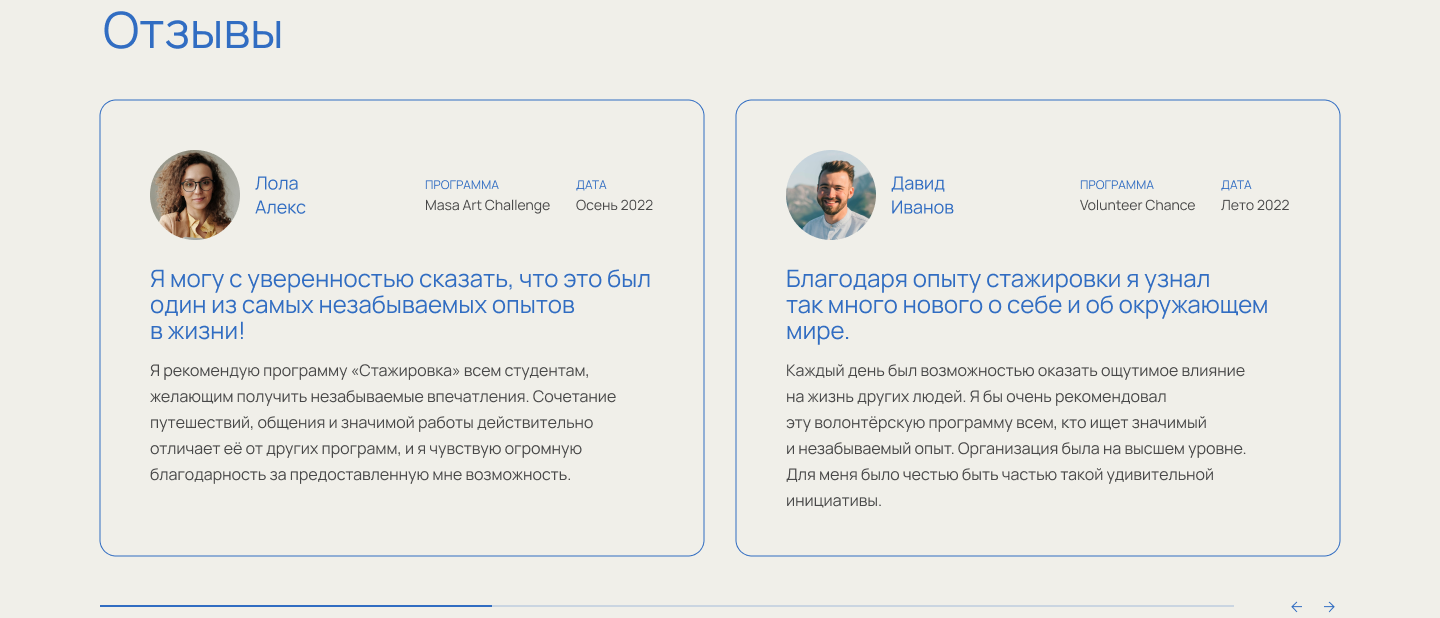 Отзывы
Лола
Алекс
ПРОГРАММА
Masa Art Challenge
ДАТА
Осень 2022
Я могу с уверенностью сказать, что это был
один из самых незабываемых опытов
в жизни!
Я рекомендую программу «Стажировка» всем студентам,
желающим получить незабываемые впечатления. Сочетание
путешествий, общения и значимой работы действительно
отличает её от других программ, и я чувствую огромную
благодарность за предоставленную мне возможность.
Давид
Иванов
ПРОГРАММА
Volunteer Chance
ДАТА
Лето 2022
Благодаря опыту стажировки я узнал
так много нового о себе и об окружающем
мире.
Каждый день был возможностью оказать ощутимое влияние
на жизнь других людей. Я бы очень рекомендовал
эту волонтёрскую программу всем, кто ищет значимый
и незабываемый опыт. Организация была на высшем уровне.
Для меня было честью быть частью такой удивительной
инициативы.